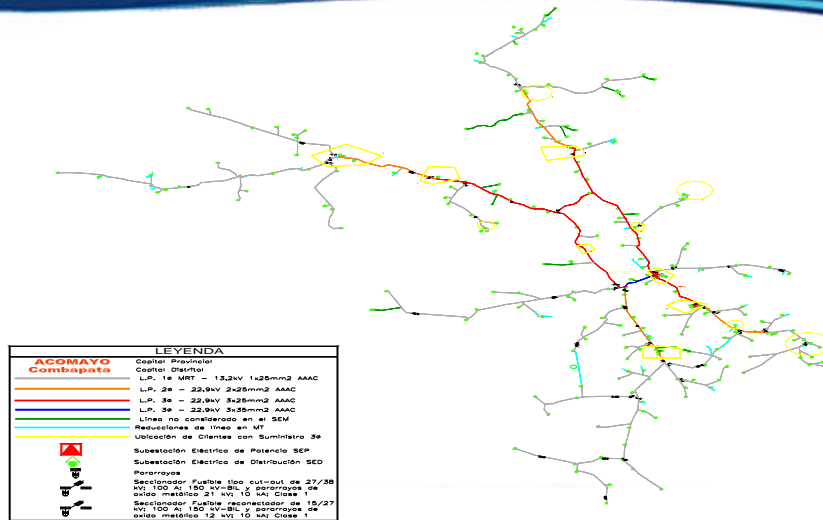 LEYENDA
ACOMAYO Capital Provincial
Combapata Capital Distrital
L.P. 1ø MRT - 13,2kV 1x25mm2 AAAC
L.P. 2ø - 22,9kV 2x25mm2 AAAC
L.P. 3ø - 22,9kV 3x25mm2 AAAC
L.P. 3ø - 22,9kV 3x35mm2 AAAC
Línea no considerada en el SEM
Reducciones de línea en MT
Ubicación de Clientes con Suministro 3ø
Subestación Eléctrica de Potencia SEP
Subestación Eléctrica de Distribución SED
Pararrayos
Seccionador Fusible tipo cut-out de 27/38
kV; 100 A; 150 kV-BIL y pararrayos de
oxido metálico 21 kV; 10 kA; Clase 1
Seccionador Fusible reconectador de 15/27
kV; 100 A; 150 kV-BIL y pararrayos de
oxido metálico 12 kV; 10 kA; Clase 1